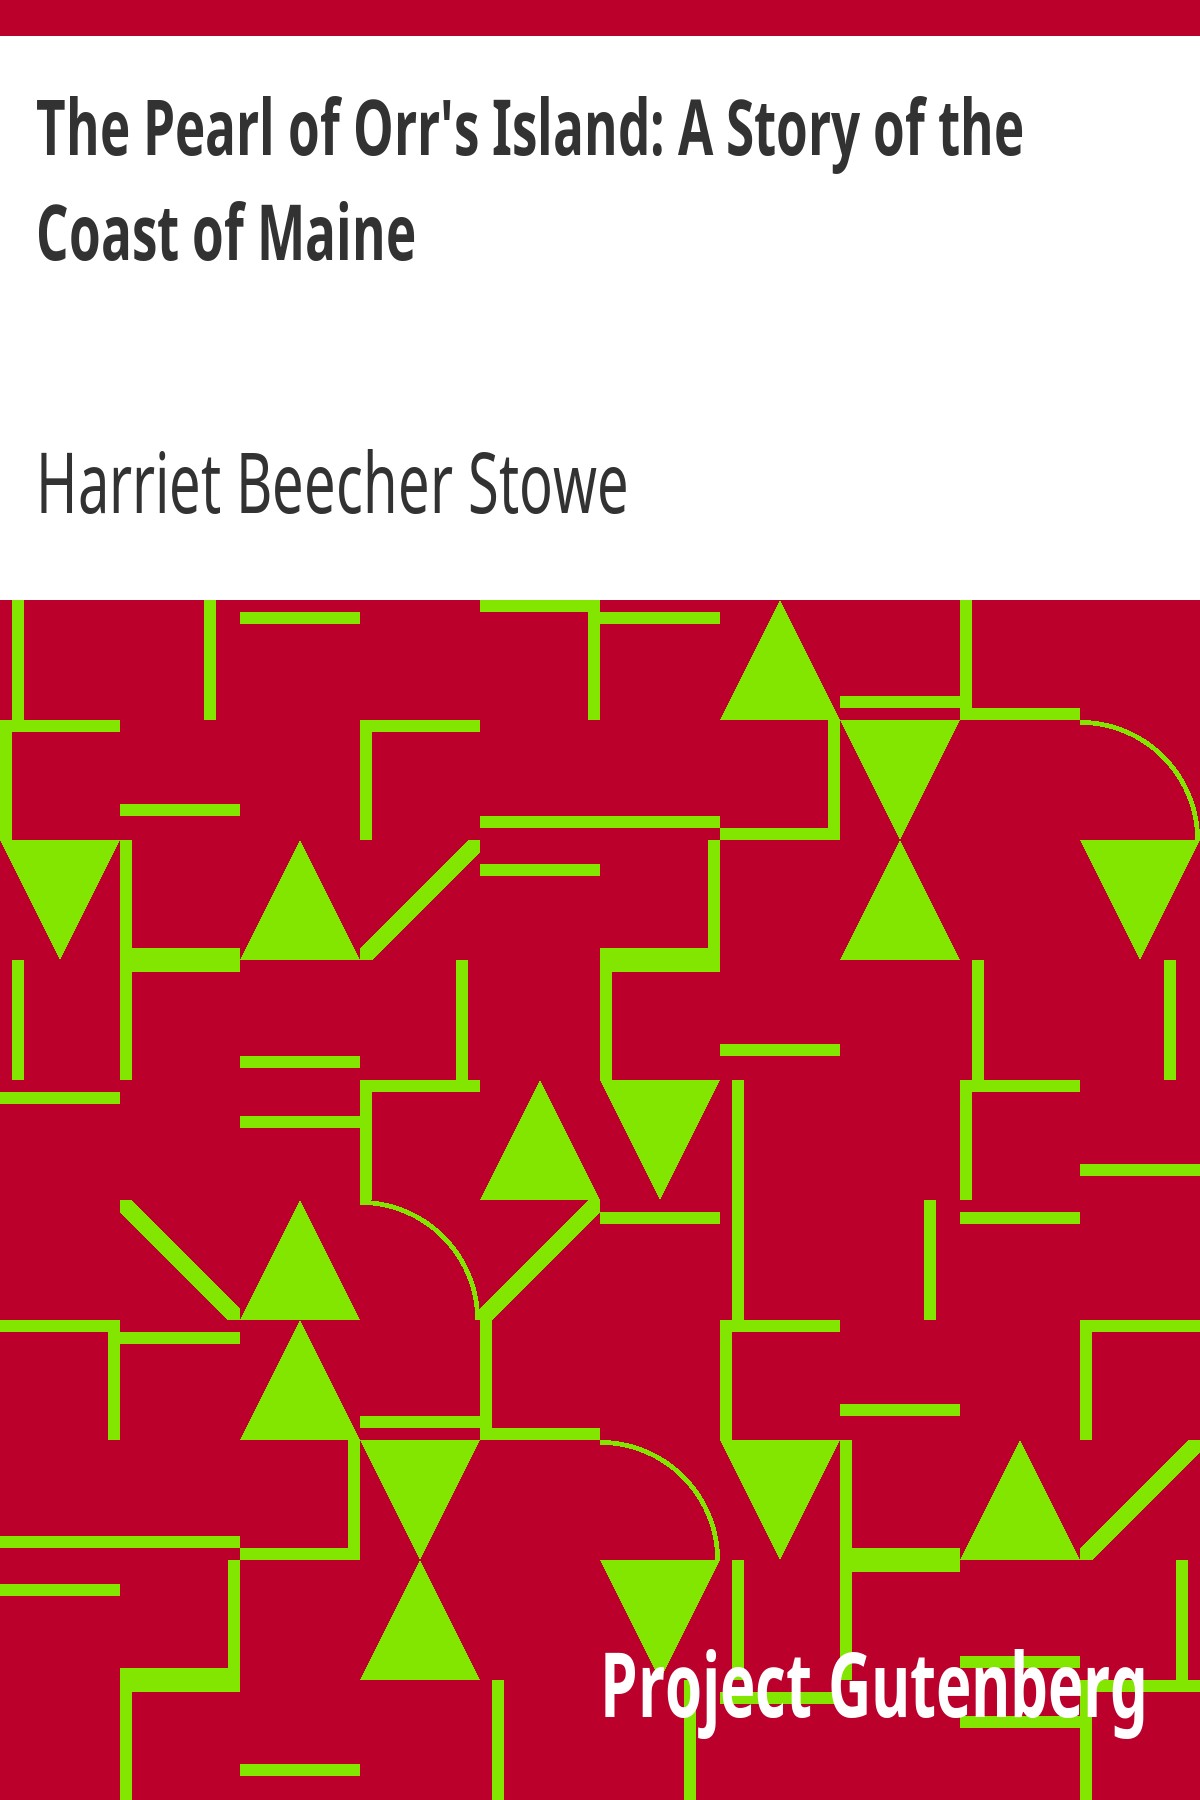 The Pearl of Orr's Island: A Story of the
Coast of Maine
Harriet Beecher Stowe
Project Gutenberg